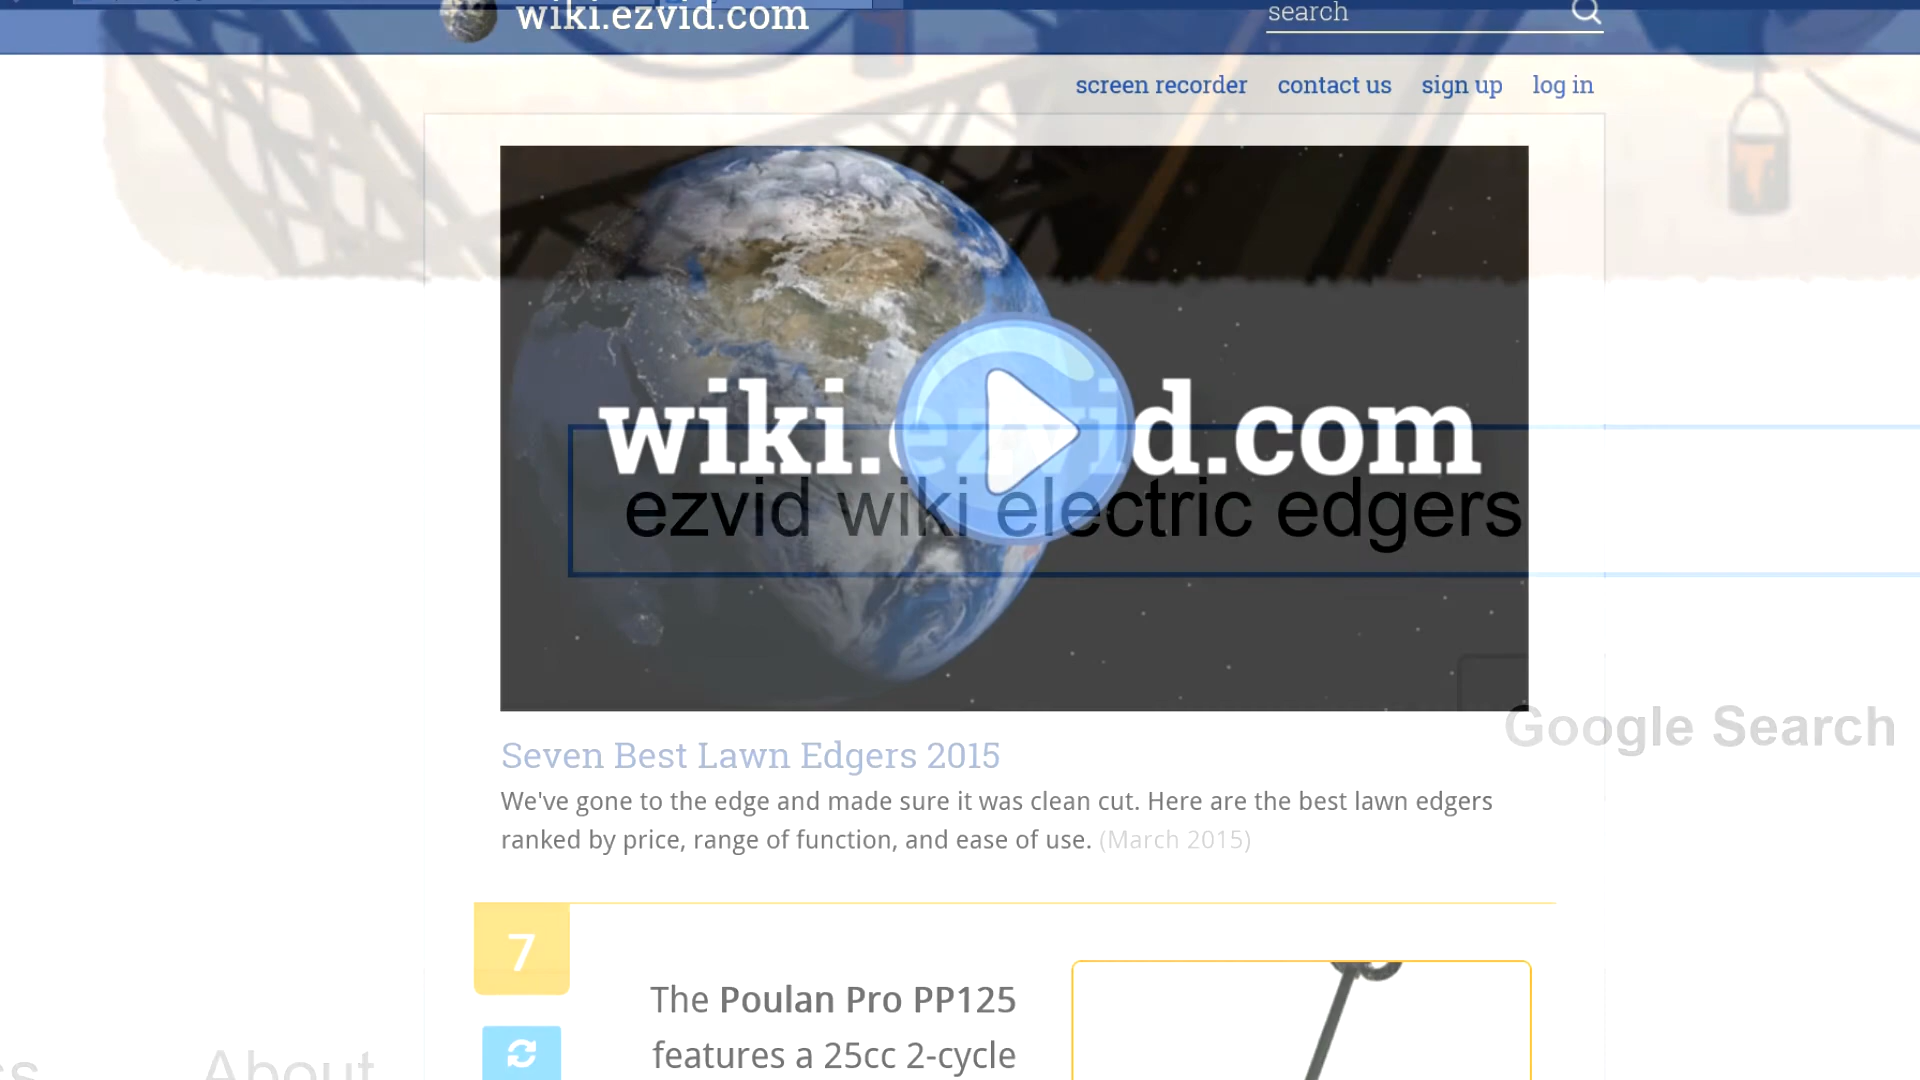 wiki.ezvid.com
search
screen recorder contact us sign up log in
wiki.ezvid.com
ezvid wiki electric edgers
Google Search
Seven Best Lawn Edgers 2015
We've gone to the edge and made sure it was clean cut. Here are the best lawn edgers
ranked by price, range of function, and ease of use. (March 2015)
7
The Poulan Pro PP125
features a 25cc 2-cycle
About